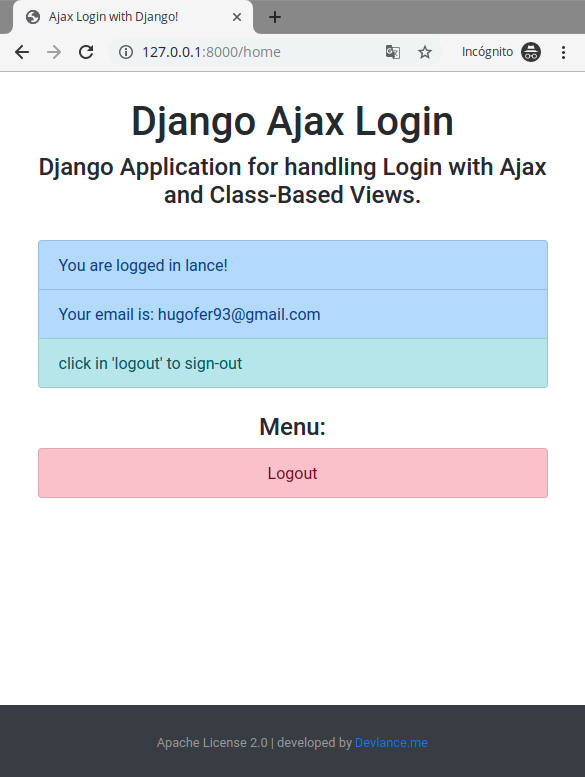 Ajax Login with Django!
127.0.0.1:8000/home
Incógnito
Django Ajax Login
Django Application for handling Login with Ajax
and Class-Based Views.
You are logged in lance!
Your email is: hugofer93@gmail.com
click in 'logout' to sign-out
Menu:
Logout
Apache License 2.0 | developed by Devlance.me